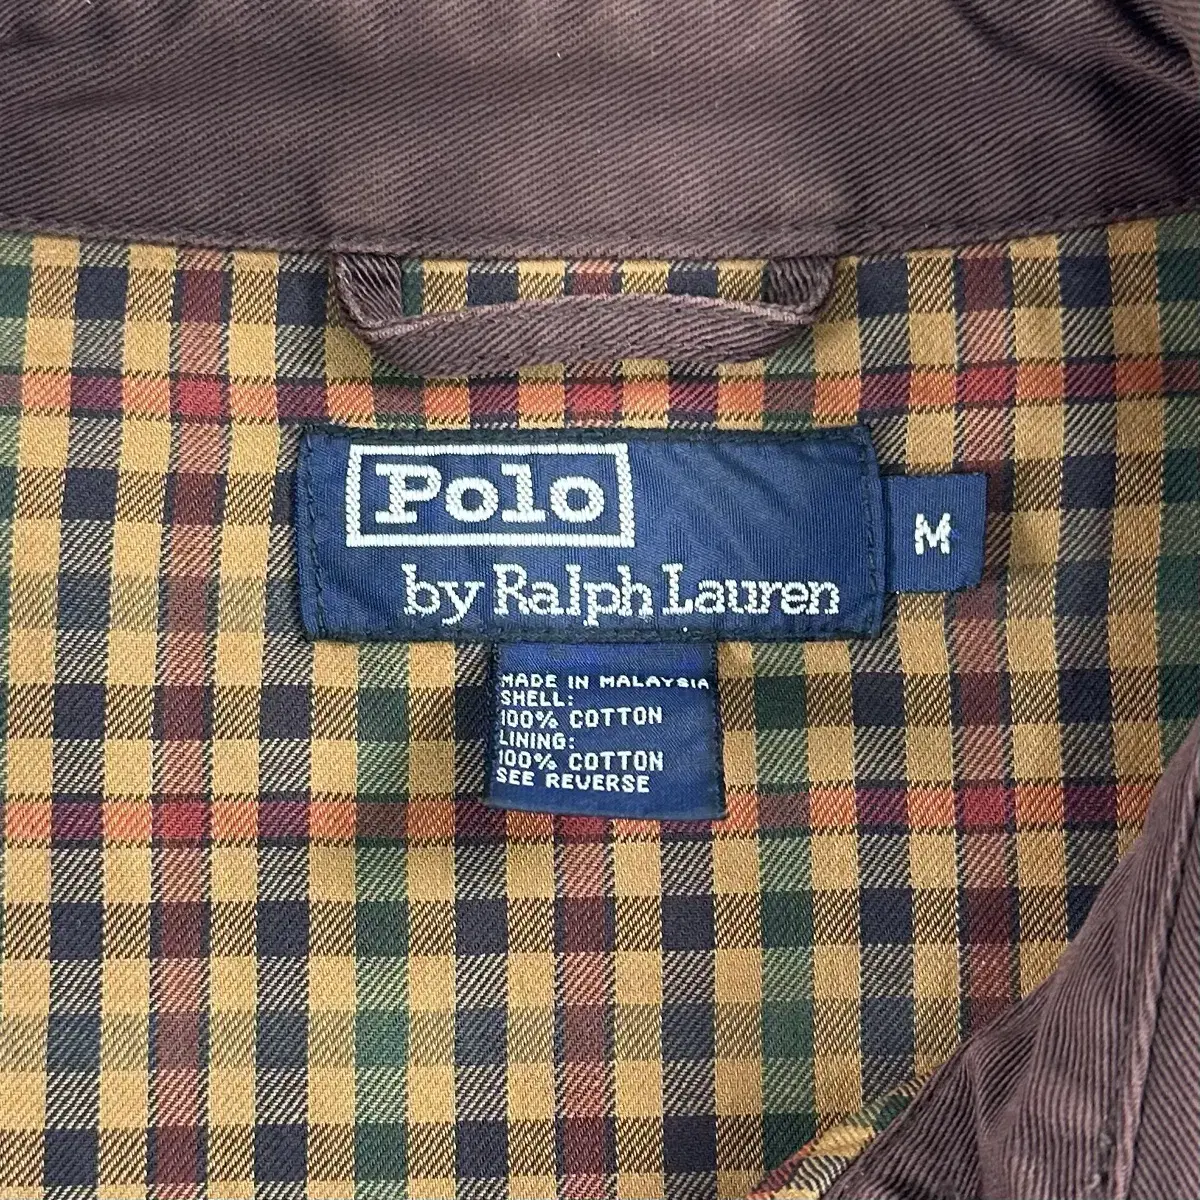 Polo
by Ralph Lauren
M
MADE IN MALAYSIA
SHELL:
100% COTTON
LINING:
100% COTTON
SEE REVERSE